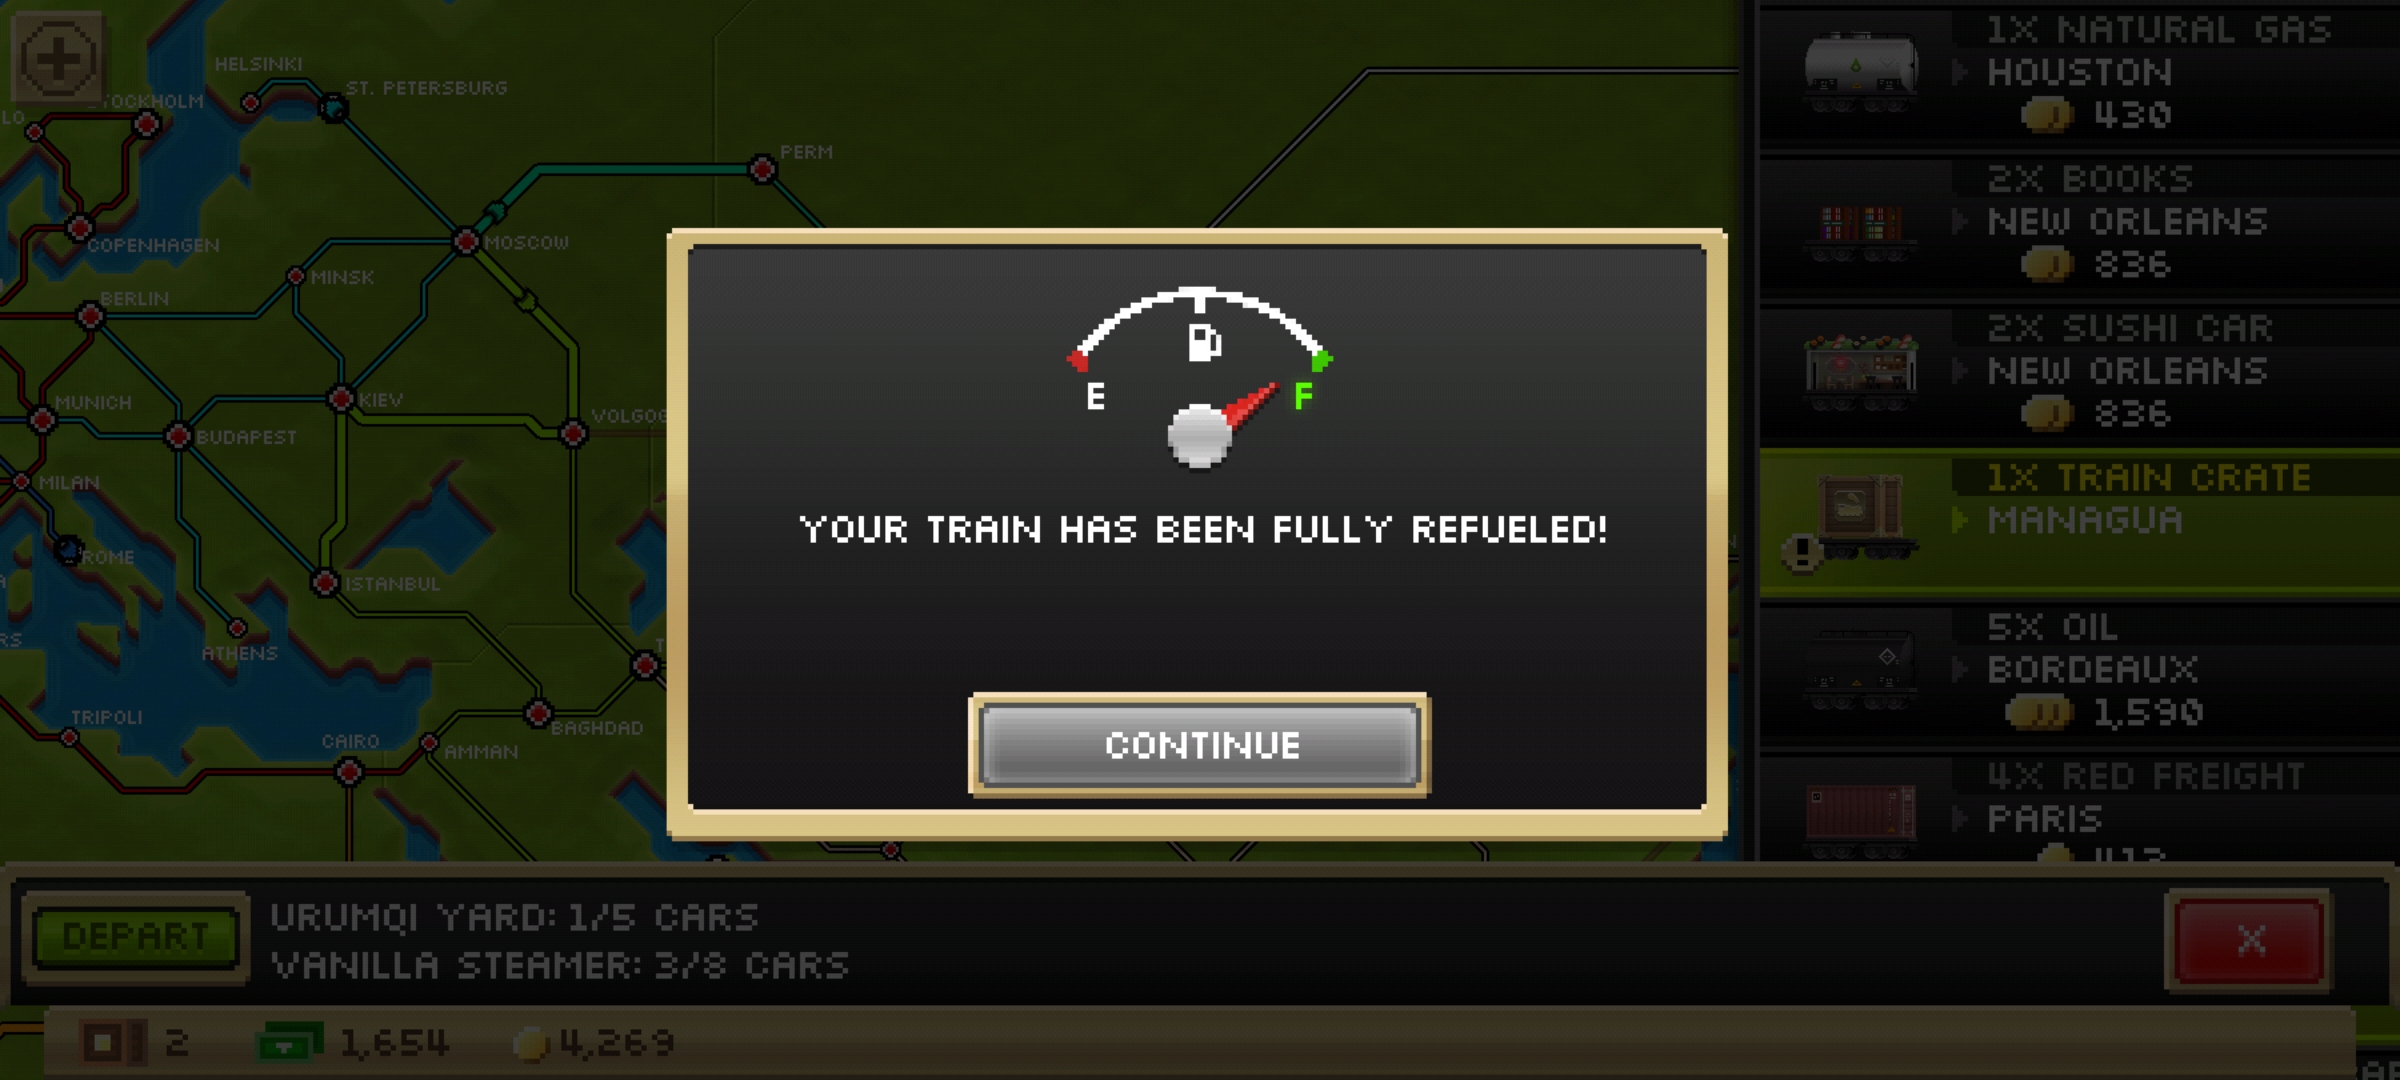 HELSINKI
ST. PETERSBURG
STOCKHOLM
PERM
COPENHAGEN
MOSCOW
MINSK
BERLIN
MUNICH
KIEV
BUDAPEST
MILAN
ROME
ISTANBUL
ATHENS
TRIPOLI
CAIRO
AMMAN
BAGHDAD
E
F
YOUR TRAIN HAS BEEN FULLY REFUELED!
CONTINUE
1X NATURAL GAS
HOUSTON
430
2X BOOKS
NEW ORLEANS
836
2X SUSHI CAR
NEW ORLEANS
836
1X TRAIN CRATE
MANAGUA
5X OIL
BORDEAUX
1,590
4X RED FREIGHT
PARIS
DEPART
URUMQI YARD: 1/5 CARS
VANILLA STEAMER: 3/8 CARS
X
2
1,654
4,269